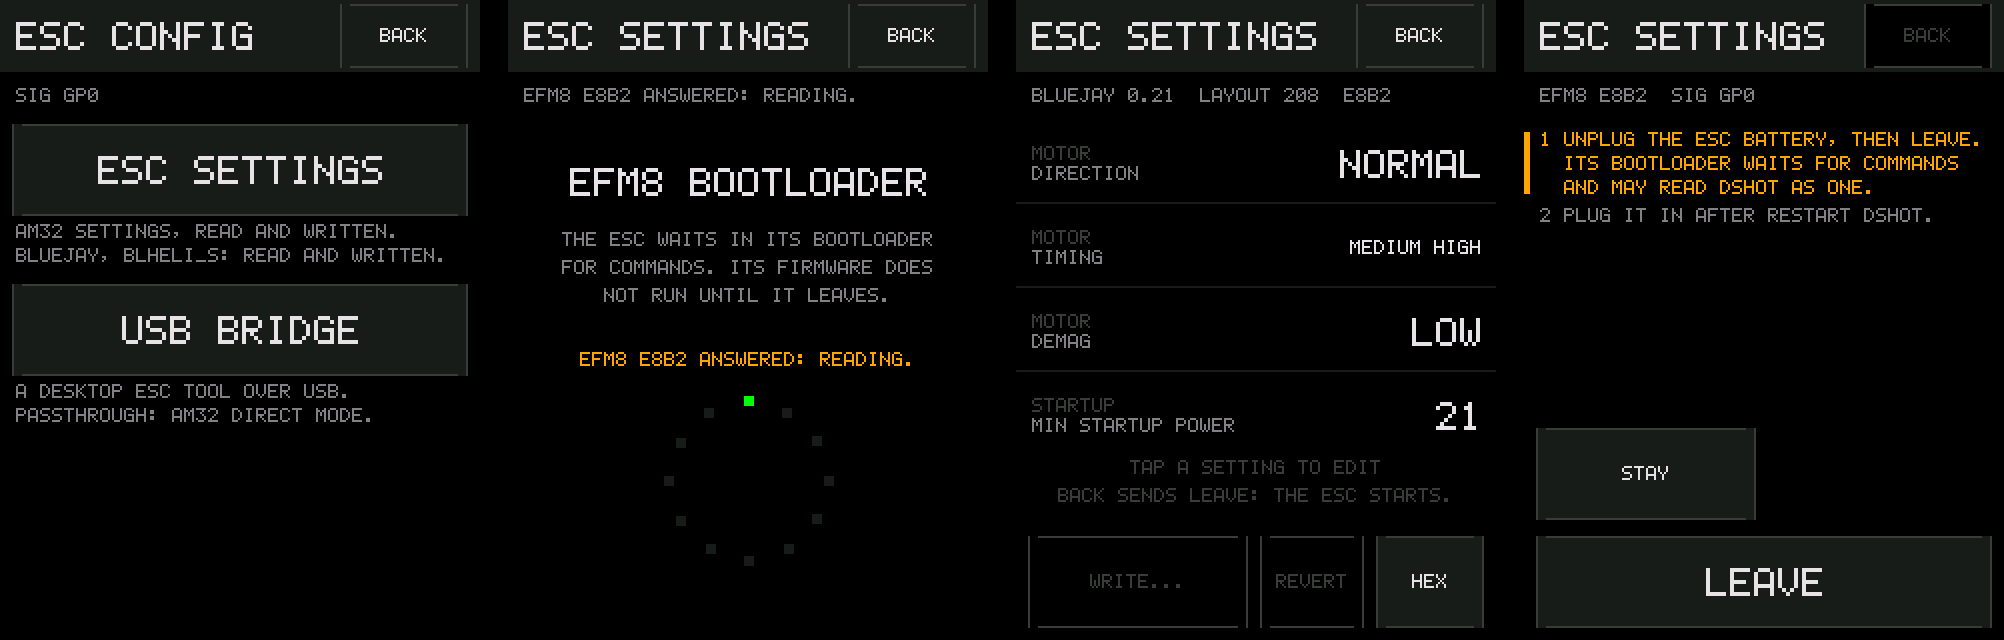 ESC CONFIG
BACK
SIG GP0
ESC SETTINGS
AM32 SETTINGS, READ AND WRITTEN.
BLUEJAY, BLHELI_S: READ AND WRITTEN.
USB BRIDGE
A DESKTOP ESC TOOL OVER USB.
PASSTHROUGH: AM32 DIRECT MODE.
ESC SETTINGS
BACK
EFM8 E8B2 ANSWERED: READING.
EFM8 BOOTLOADER
THE ESC WAITS IN ITS BOOTLOADER
FOR COMMANDS. ITS FIRMWARE DOES
NOT RUN UNTIL IT LEAVES.
EFM8 E8B2 ANSWERED: READING.
ESC SETTINGS
BACK
BLUEJAY 0.21 LAYOUT 208 E8B2
MOTOR
DIRECTION
NORMAL
MOTOR
TIMING
MEDIUM HIGH
MOTOR
DEMAG
LOW
STARTUP
MIN STARTUP POWER
21
TAP A SETTING TO EDIT
BACK SENDS LEAVE: THE ESC STARTS.
WRITE...
REVERT
HEX
ESC SETTINGS
BACK
EFM8 E8B2 SIG GP0
1 UNPLUG THE ESC BATTERY, THEN LEAVE.
ITS BOOTLOADER WAITS FOR COMMANDS
AND MAY READ DSHOT AS ONE.
2 PLUG IT IN AFTER RESTART DSHOT.
STAY
LEAVE